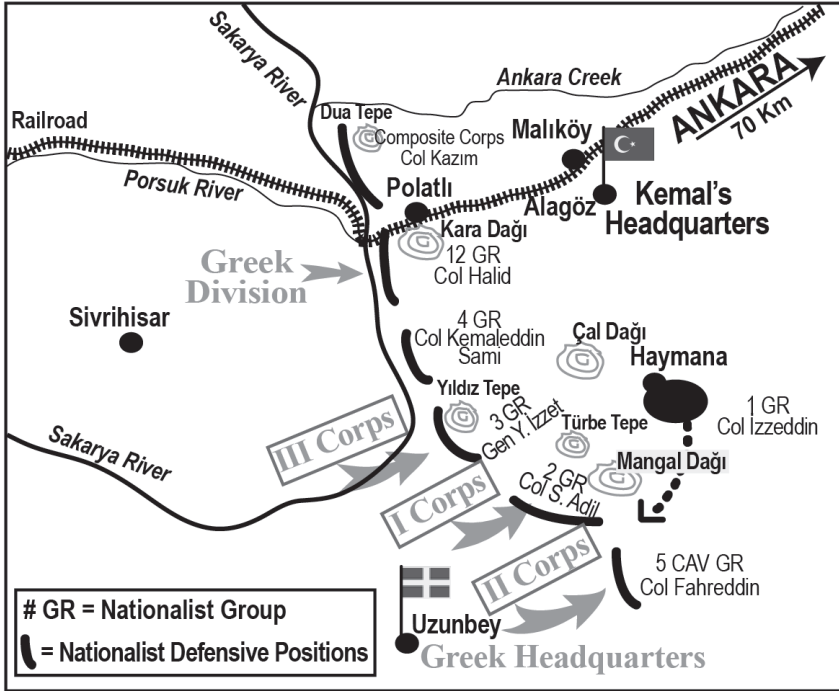 Sakarya River
Ankara Creek
ANKARA
70 Km
Railroad
Dua Tepe
Composite Corps
Col Kazım
Malıköy
Porsuk River
Polatlı
Alagöz
Kemal's
Headquarters
Kara Dağı
12 GR
Col Halid
Greek
Division
Sivrihisar
4 GR
Col Kemaleddin
Sami
Çal Dağı
Haymana
Yıldız Tepe
3 GR
Gen Y. İzzet
Türbe Tepe
1 GR
Col İzzeddin
III Corps
Sakarya River
Mangal Dağı
2 GR
Col S. Adil
I Corps
II Corps
5 CAV GR
Col Fahreddin
# GR = Nationalist Group
= Nationalist Defensive Positions
Uzunbey
Greek Headquarters